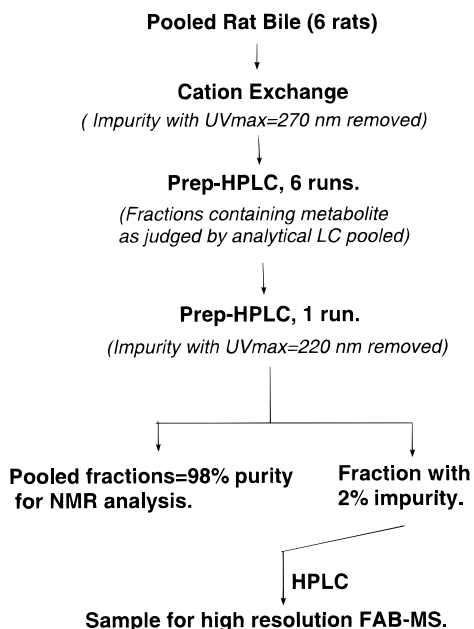 Pooled Rat Bile (6 rats)
Cation Exchange
( Impurity with UVmax=270 nm removed)
Prep-HPLC, 6 runs.
(Fractions containing metabolite
as judged by analytical LC pooled)
Prep-HPLC, 1 run.
(Impurity with UVmax=220 nm removed)
Pooled fractions=98% purity
for NMR analysis.
Fraction with
2% impurity.
HPLC
Sample for high resolution FAB-MS.